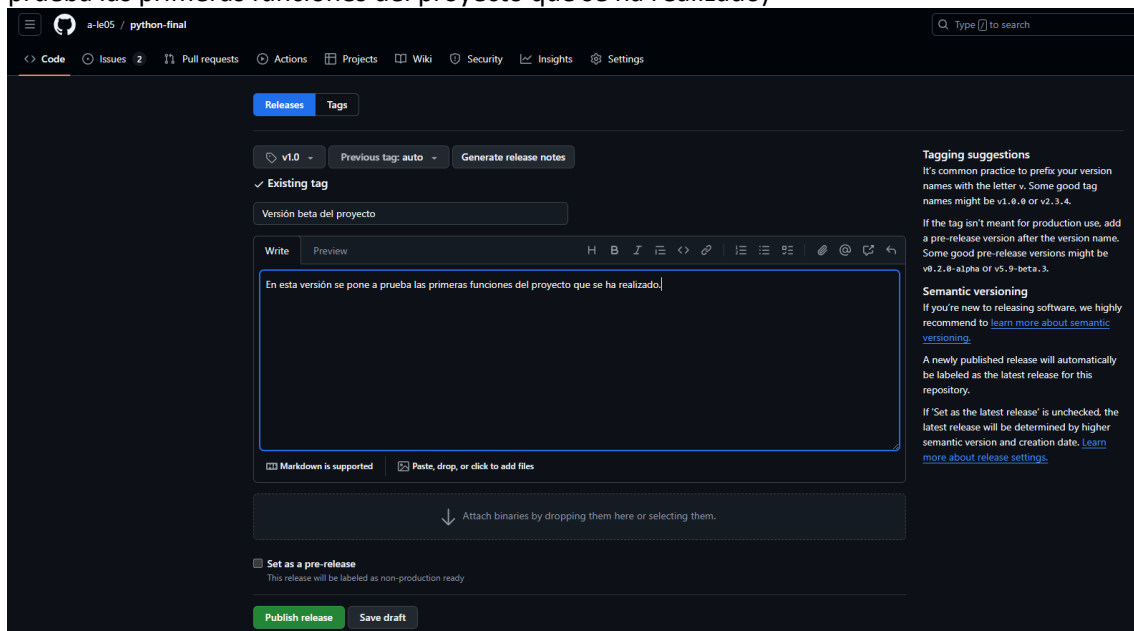 prueba las primeras funciones del proyecto que se ha realizado)
a-le05 / python-final
Type / to search
<> Code Issues 2 Pull requests Actions Projects Wiki Security Insights Settings
Releases Tags
v1.0 Previous tag: auto Generate release notes
Existing tag
Versión beta del proyecto
Write Preview H B I
En esta versión se pone a prueba las primeras funciones del proyecto que se ha realizado.
Markdown is supported Paste, drop, or click to add files
Attach binaries by dropping them here or selecting them.
Set as a pre-release
This release will be labeled as non-production ready
Publish release Save draft
Tagging suggestions
It's common practice to prefix your version
names with the letter v. Some good tag
names might be v1.0.0 or v2.3.4.
If the tag isn't meant for production use, add
a pre-release version after the version name.
Some good pre-release versions might be
v0.2.0-alpha or v5.9-beta.3.
Semantic versioning
If you're new to releasing software, we highly
recommend to learn more about semantic
versioning.
A newly published release will automatically
be labeled as the latest release for this
repository.
If 'Set as the latest release' is unchecked, the
latest release will be determined by higher
semantic version and creation date. Learn
more about release settings.